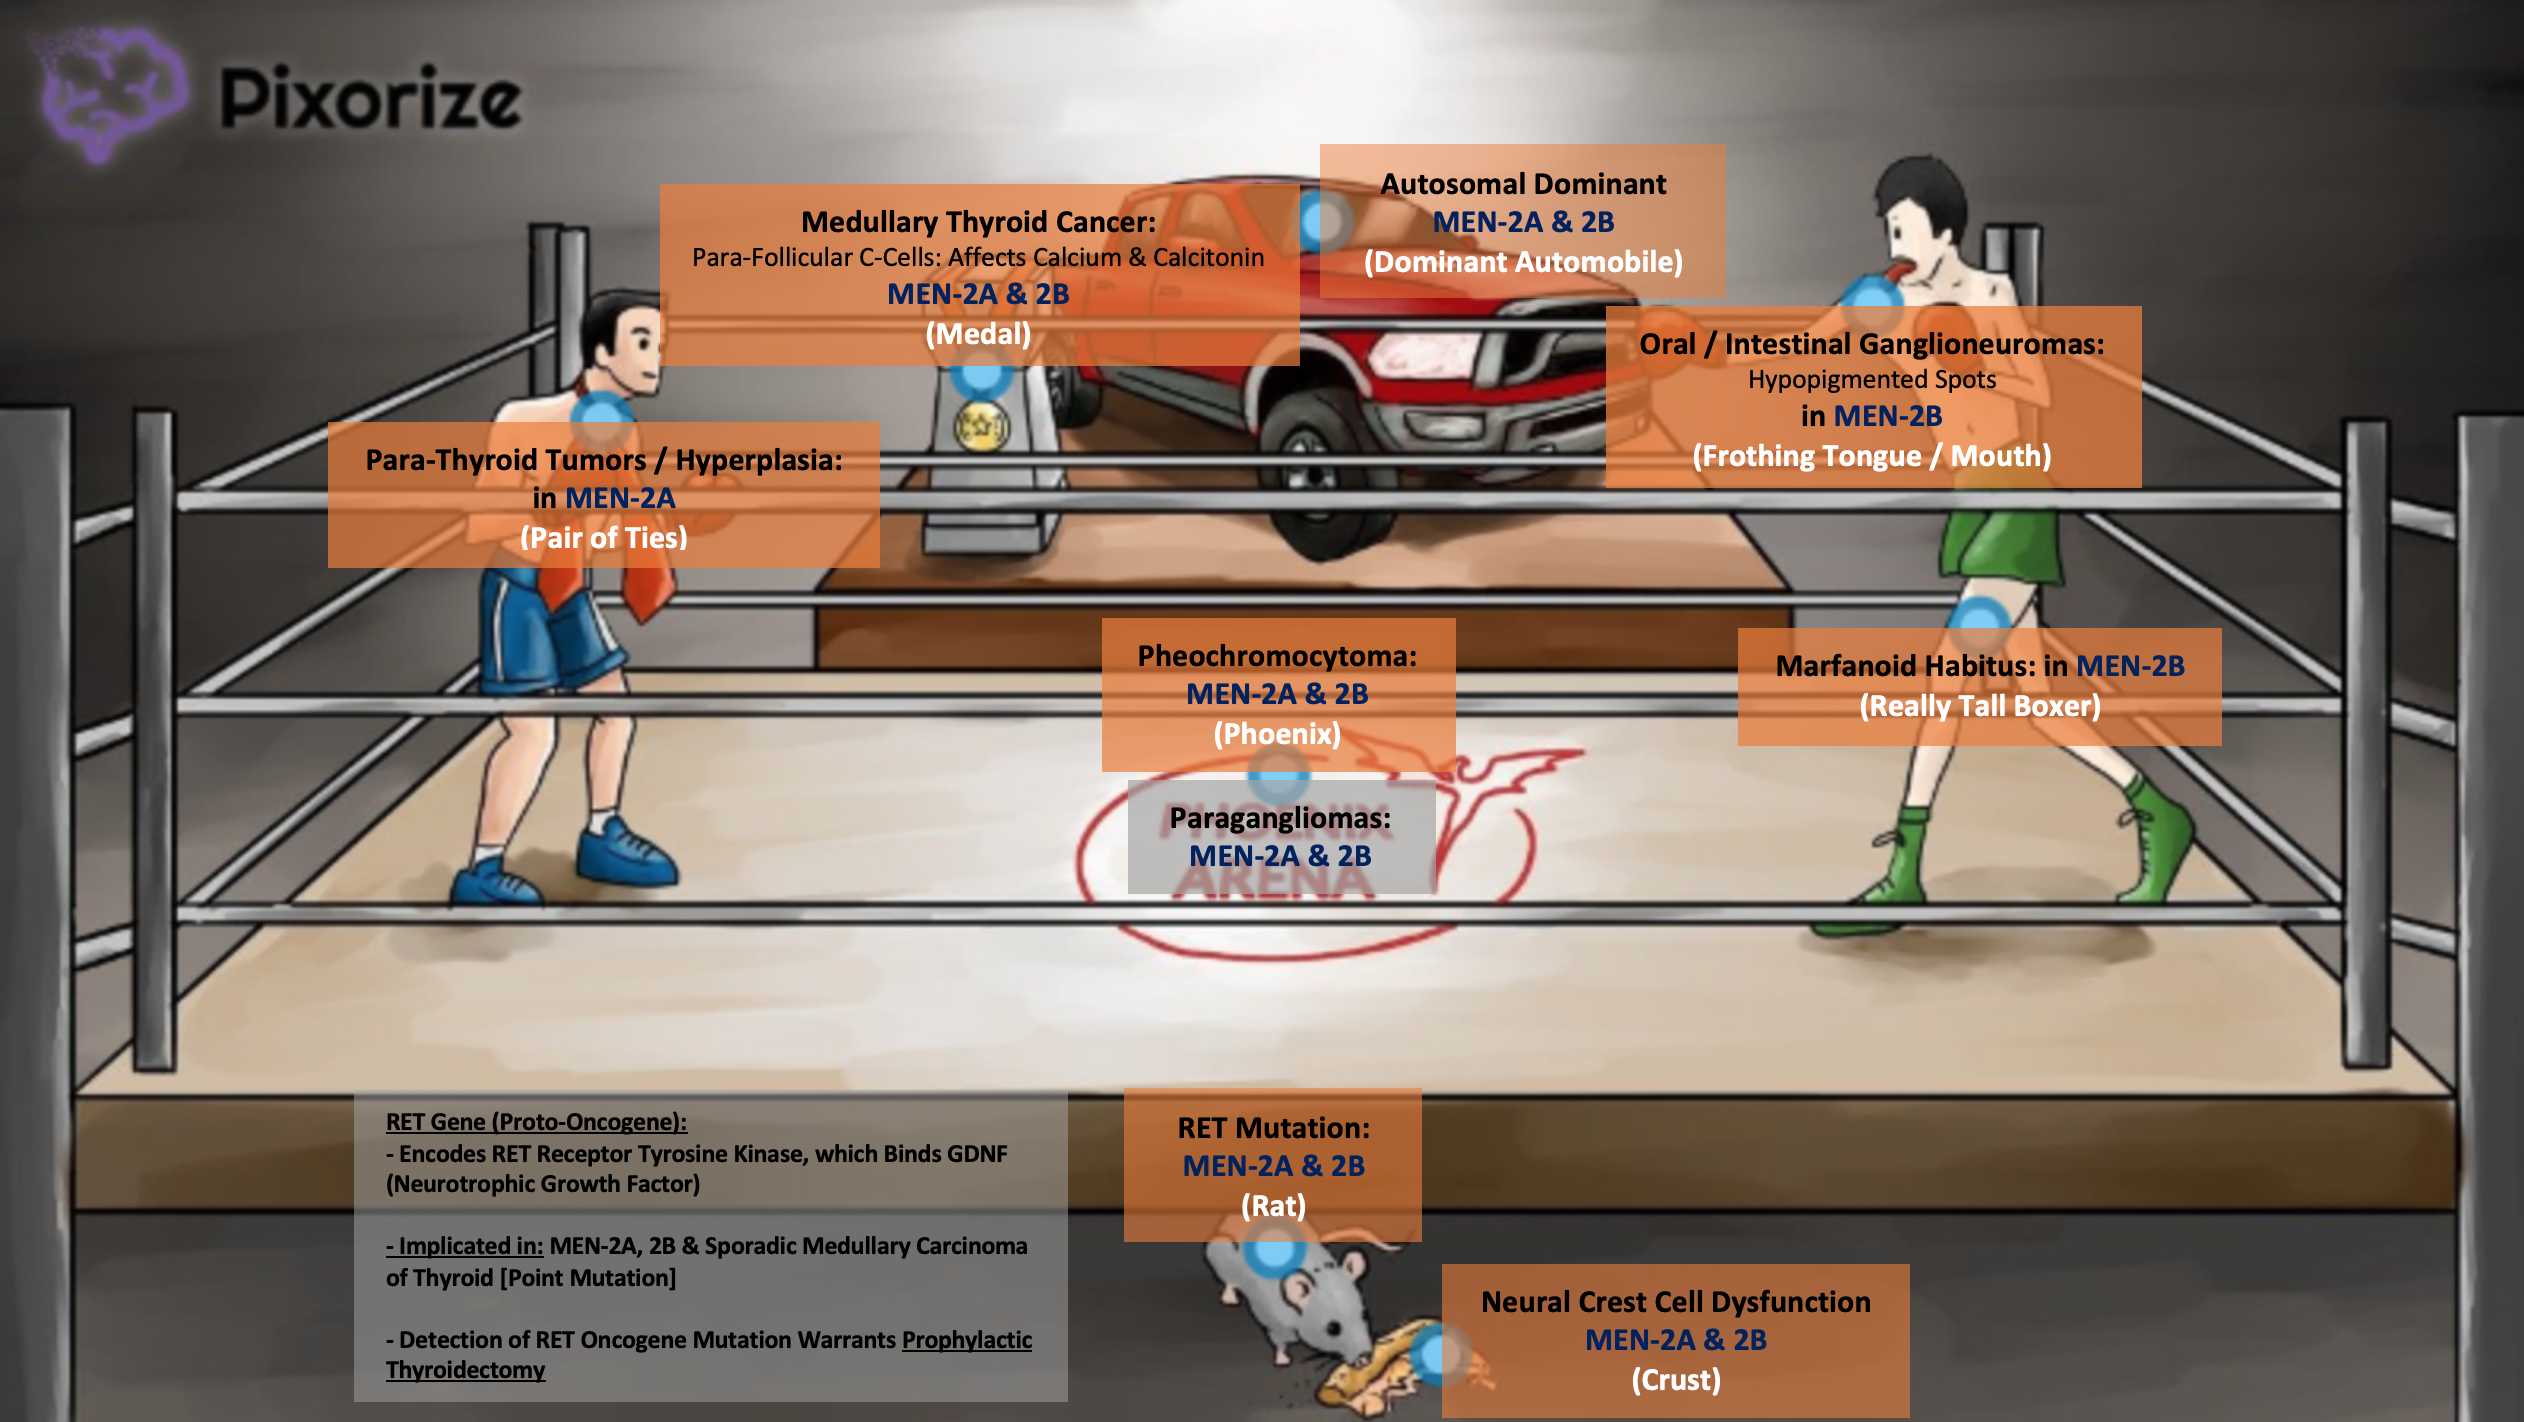 Pixorize
Autosomal Dominant
MEN-2A & 2B
(Dominant Automobile)
Medullary Thyroid Cancer:
Para-Follicular C-Cells: Affects Calcium & Calcitonin
MEN-2A & 2B
(Medal)
Oral / Intestinal Ganglioneuromas:
Hypopigmented Spots
in MEN-2B
(Frothing Tongue / Mouth)
Para-Thyroid Tumors / Hyperplasia:
in MEN-2A
(Pair of Ties)
Pheochromocytoma:
MEN-2A & 2B
(Phoenix)
Marfanoid Habitus: in MEN-2B
(Really Tall Boxer)
Paragangliomas:
MEN-2A & 2B
PHOENIX
ARENA
RET Gene (Proto-Oncogene):
- Encodes RET Receptor Tyrosine Kinase, which Binds GDNF
(Neurotrophic Growth Factor)
- Implicated in: MEN-2A, 2B & Sporadic Medullary Carcinoma
of Thyroid [Point Mutation]
- Detection of RET Oncogene Mutation Warrants Prophylactic
Thyroidectomy
RET Mutation:
MEN-2A & 2B
(Rat)
Neural Crest Cell Dysfunction
MEN-2A & 2B
(Crust)